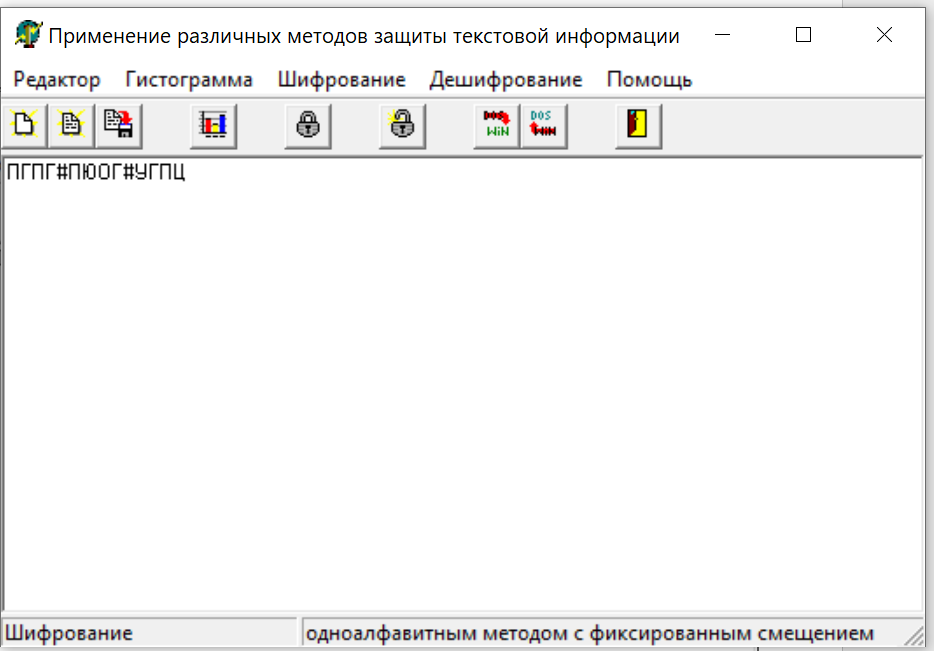 Применение различных методов защиты текстовой информации
Редактор Гистограмма Шифрование Дешифрование Помощь
DOS WIN DOS WIN
ПГПГ#ПЮОГ#УГПЦ
Шифрование одноалфавитным методом с фиксированным смещением